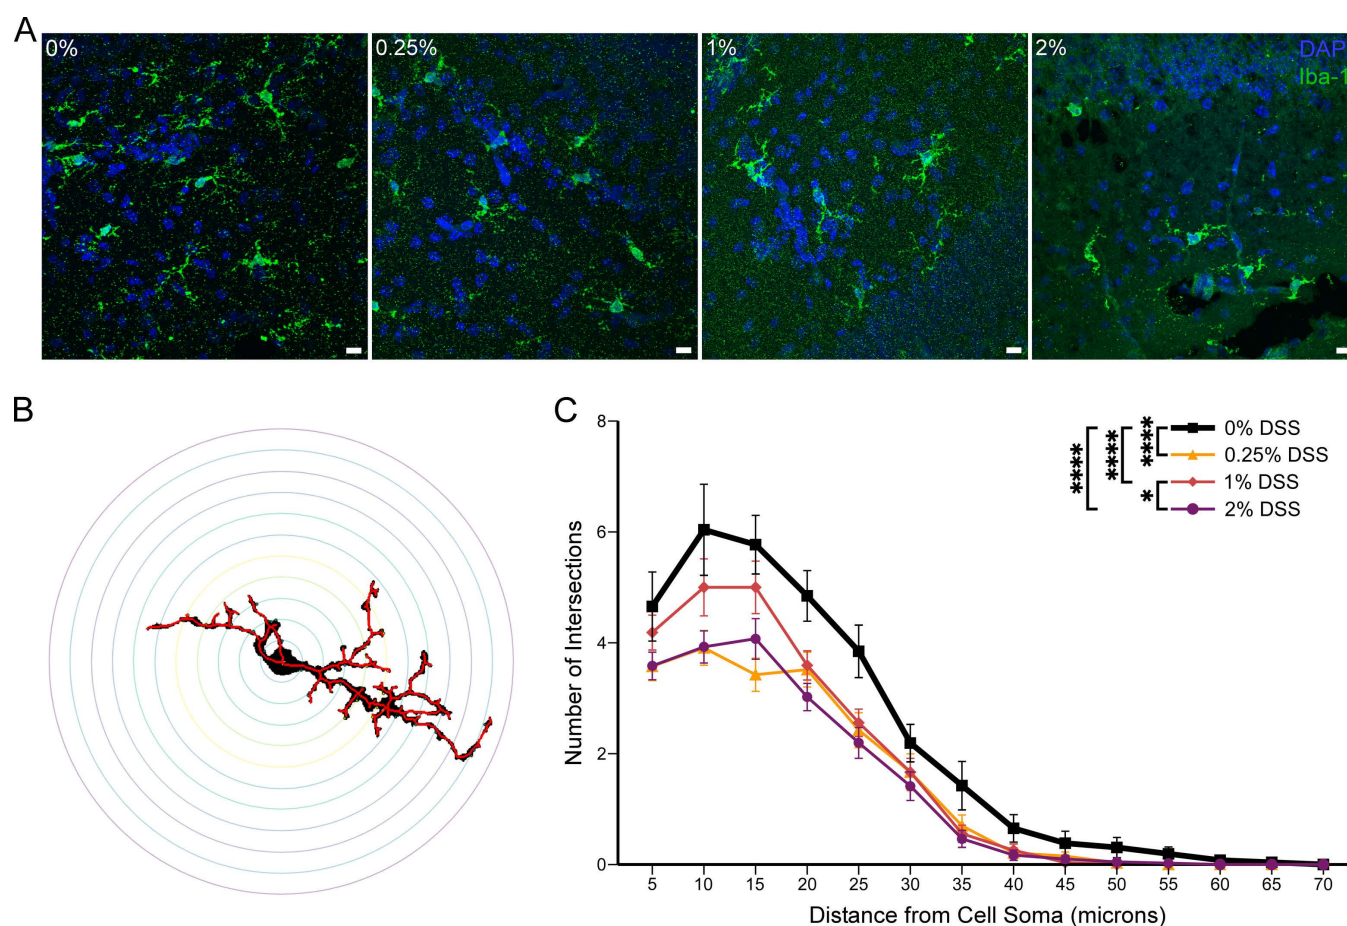 A
0%
0.25%
1%
2%
DAP
Iba-1
B
C
Number of Intersections
8
6
4
2
0
5 10 15 20 25 30 35 40 45 50 55 60 65 70
Distance from Cell Soma (microns)
**** **** **** *
0% DSS
0.25% DSS
1% DSS
2% DSS